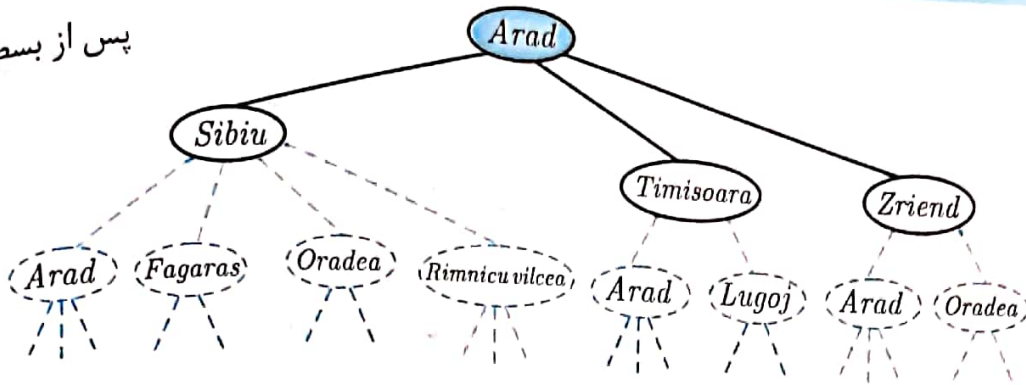 پس از بسط
Arad
Sibiu
Timisoara
Zriend
Arad
Fagaras
Oradea
Rimnicu vilcea
Arad
Lugoj
Arad
Oradea